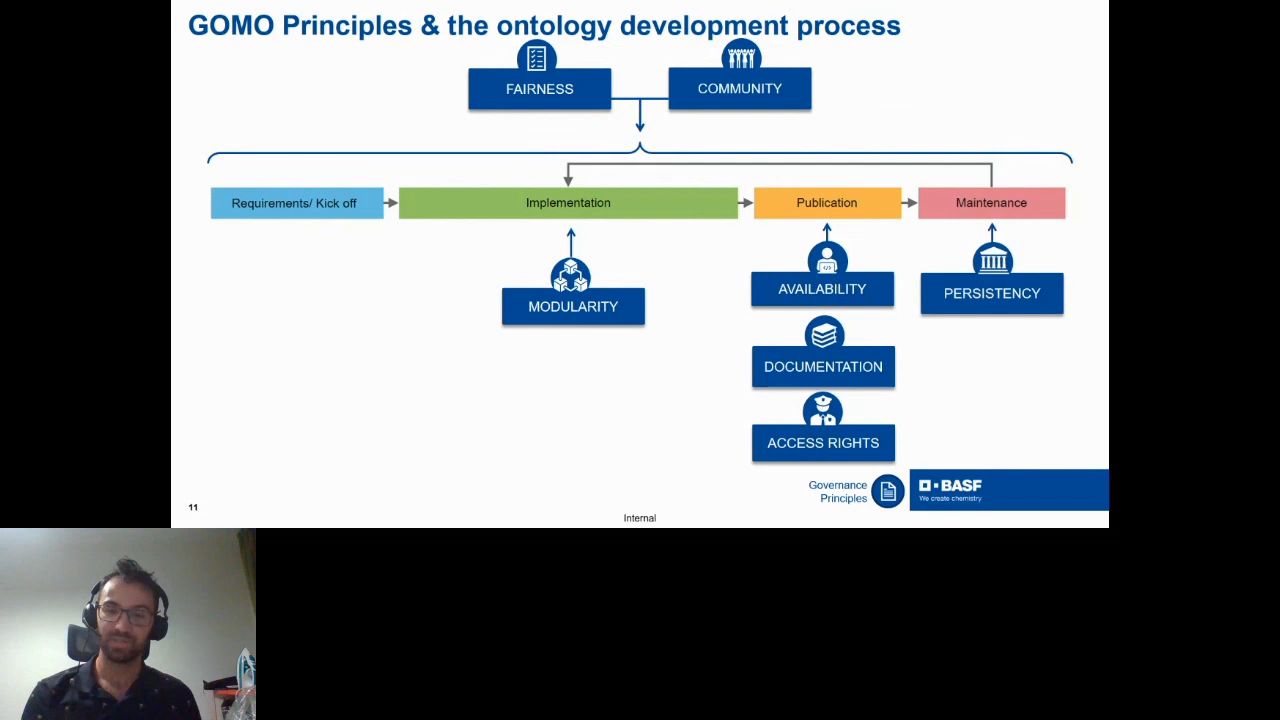 GOMO Principles & the ontology development process
FAIRNESS
COMMUNITY
Requirements/ Kick off
Implementation
Publication
Maintenance
MODULARITY
AVAILABILITY
PERSISTENCY
DOCUMENTATION
ACCESS RIGHTS
Governance
Principles
BASF
We create chemistry
11
Internal